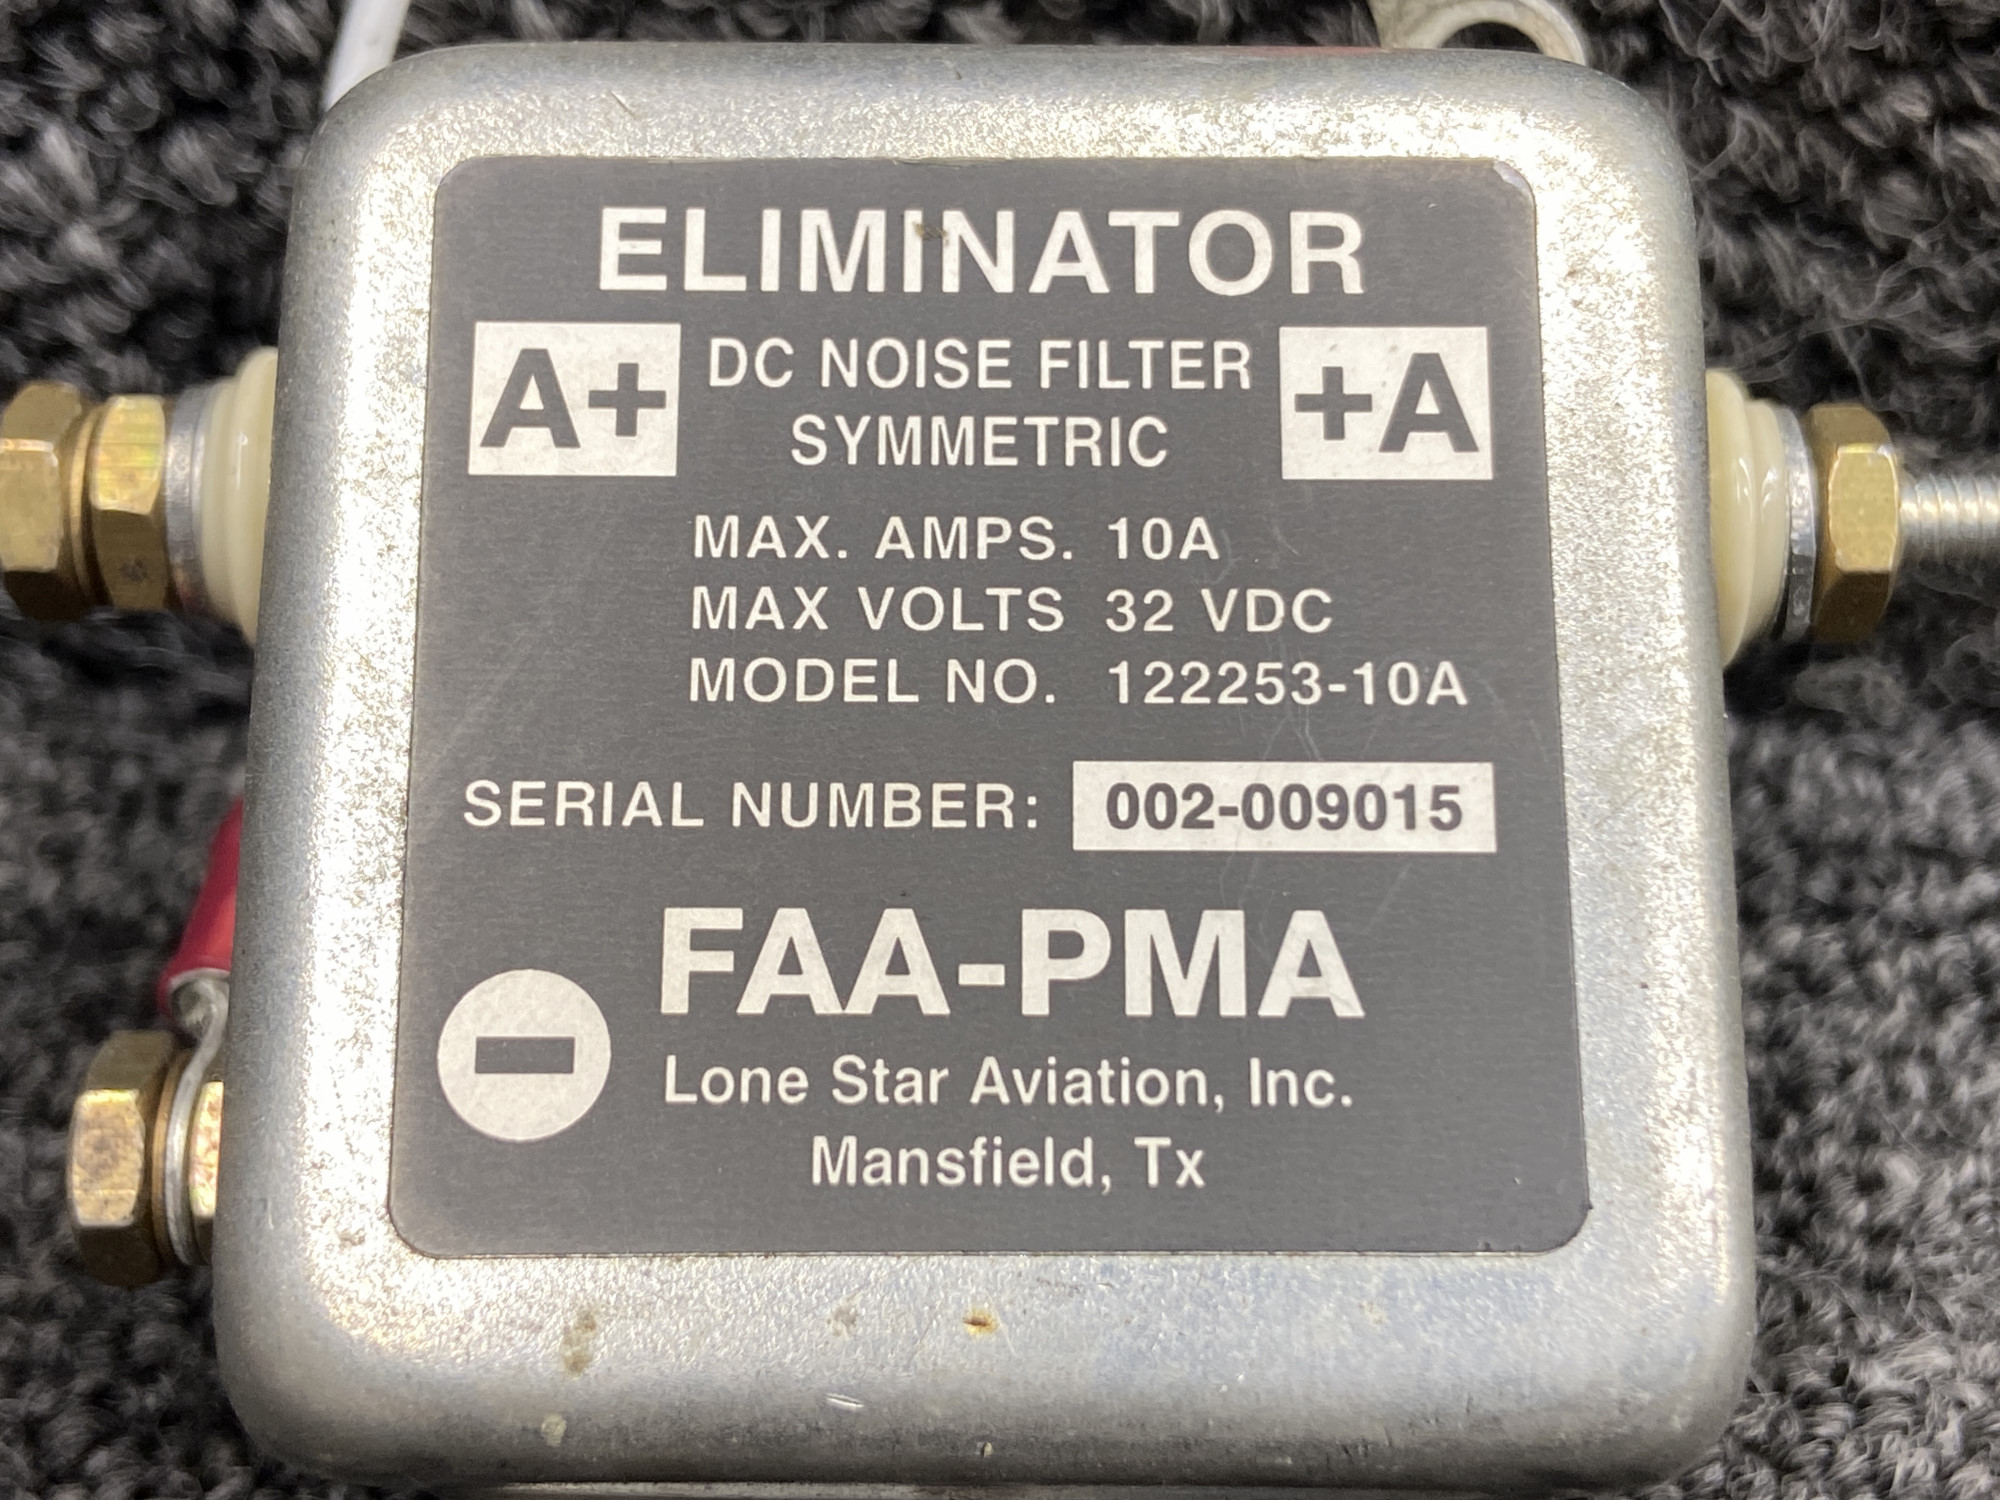 ELIMINATOR
A+ DC NOISE FILTER +A
SYMMETRIC
MAX. AMPS. 10A
MAX VOLTS 32 VDC
MODEL NO. 122253-10A
SERIAL NUMBER: 002-009015
FAA-PMA
Lone Star Aviation, Inc.
Mansfield, Tx